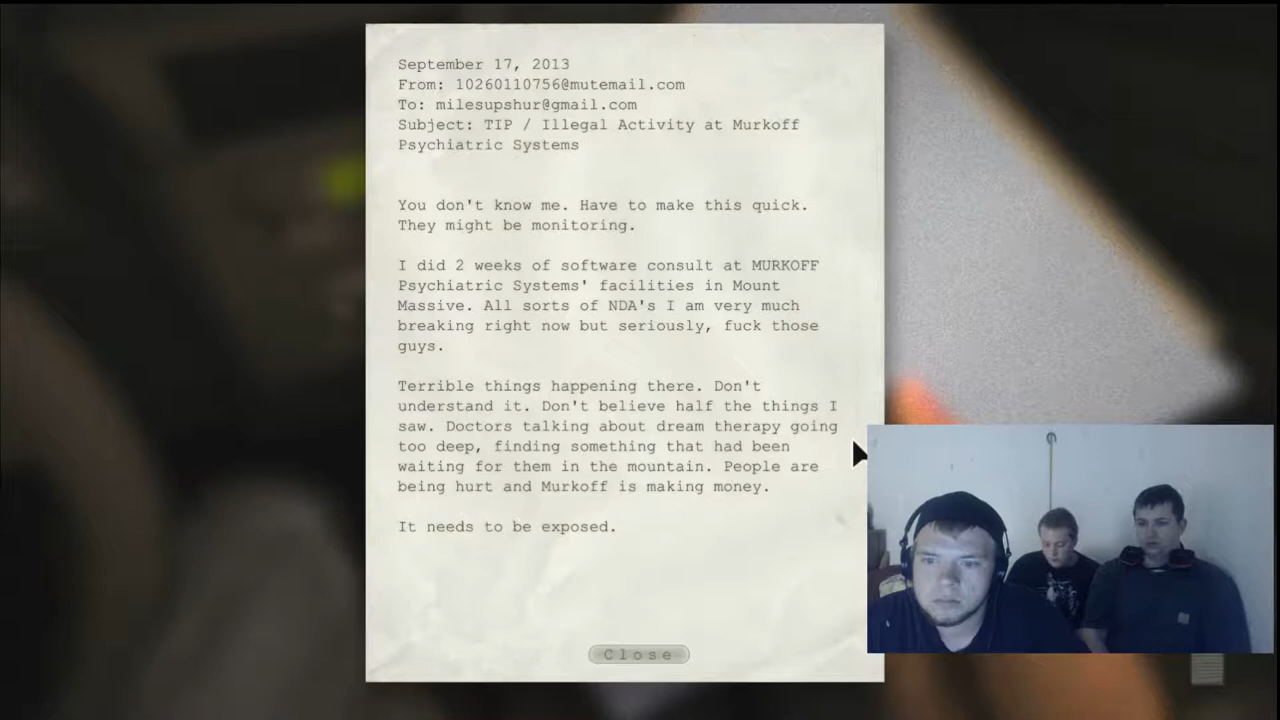 September 17, 2013
From: 10260110756@mutemail.com
To: milesupshur@gmail.com
Subject: TIP / Illegal Activity at Murkoff
Psychiatric Systems
You don't know me. Have to make this quick.
They might be monitoring.
I did 2 weeks of software consult at MURKOFF
Psychiatric Systems' facilities in Mount
Massive. All sorts of NDA's I am very much
breaking right now but seriously, fuck those
guys.
Terrible things happening there. Don't
understand it. Don't believe half the things I
saw. Doctors talking about dream therapy going
too deep, finding something that had been
waiting for them in the mountain. People are
being hurt and Murkoff is making money.
It needs to be exposed.
Close